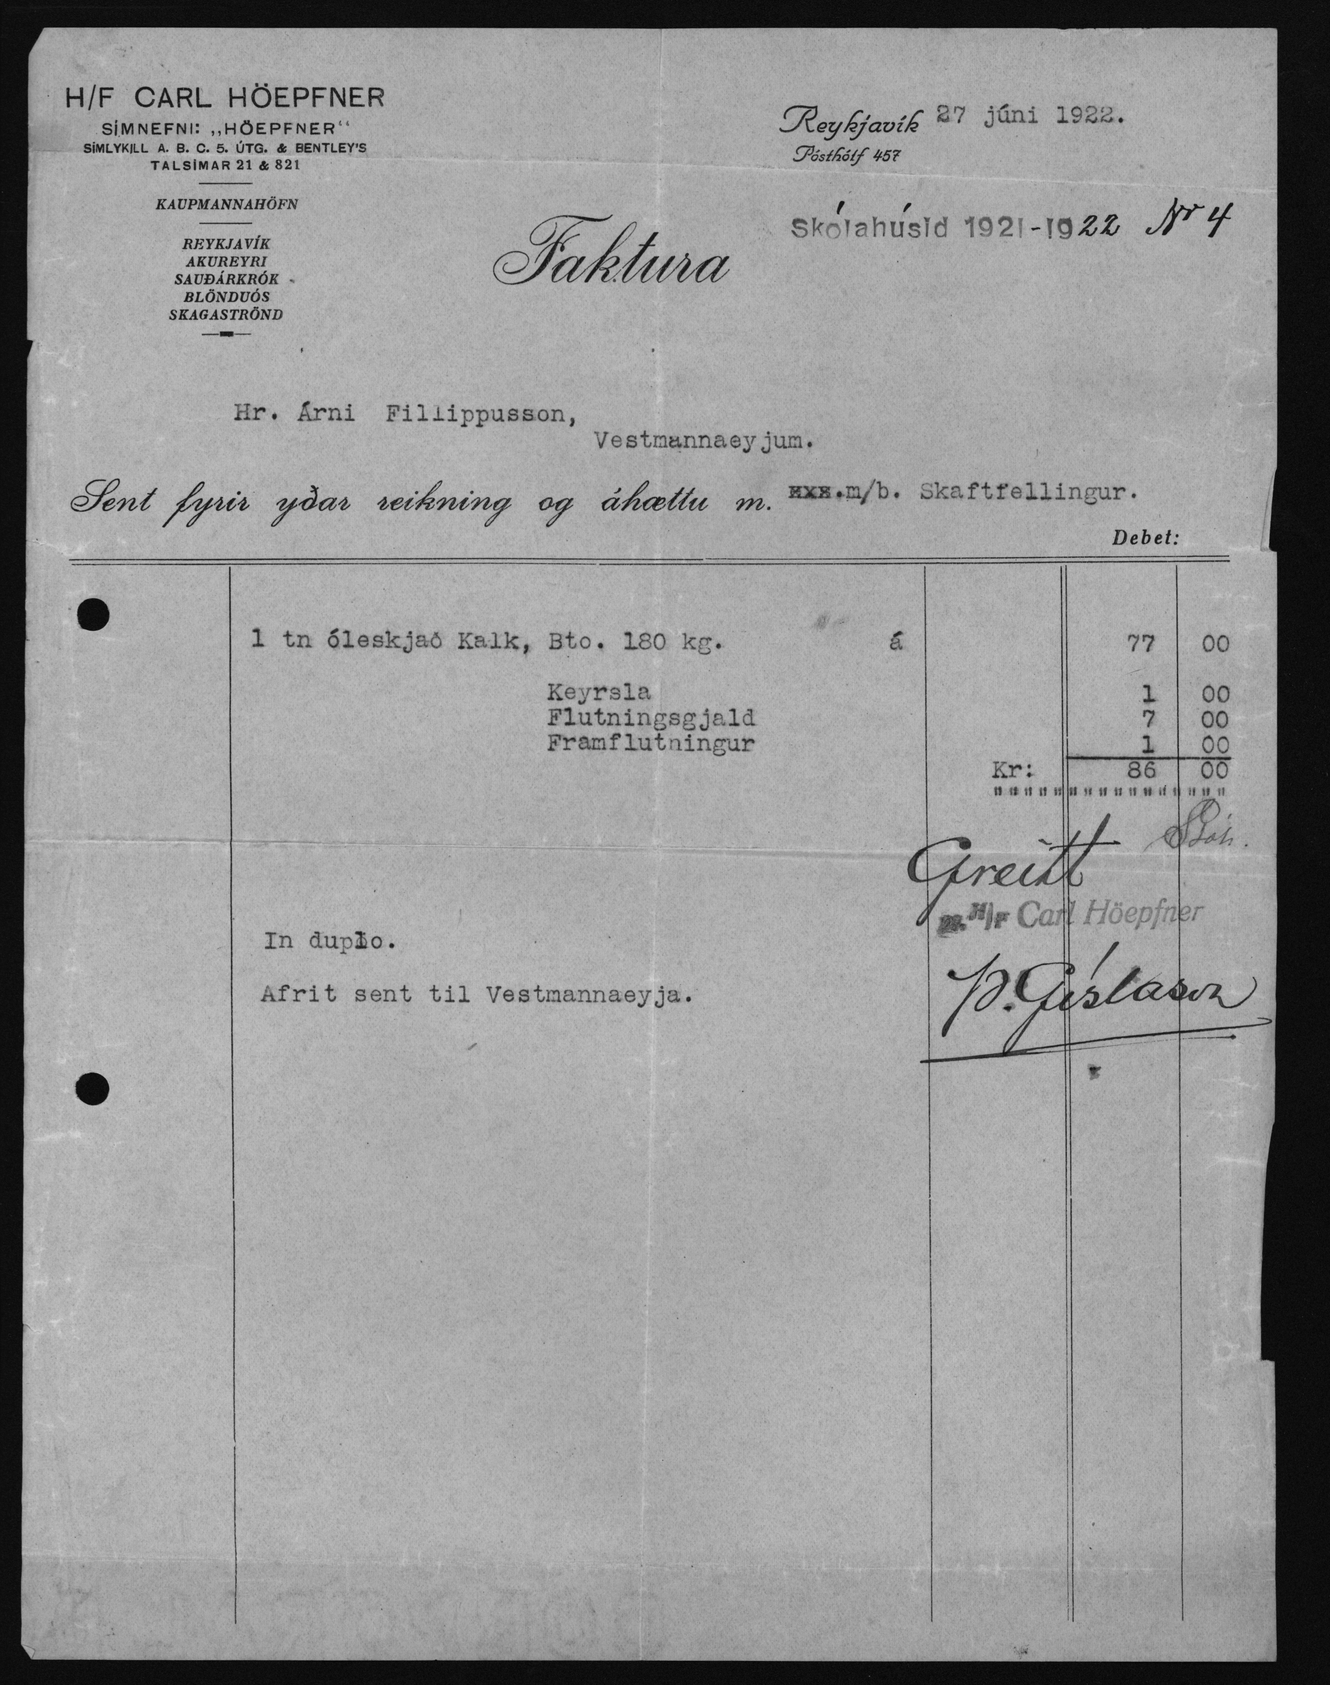 H/F CARL HÖEPFNER
SÍMNEFNI: „HÖEPFNER“
SÍMLYKILL A. B. C. 5. ÚTG. & BENTLEY'S
TALSÍMAR 21 & 821
KAUPMANNAHÖFN
REYKJAVÍK
AKUREYRI
SAUÐÁRKRÓK
BLÖNDUÓS
SKAGASTRÖND
Reykjavík 27 júni 1922.
Pósthólf 457
Skólahúsið 1921-1922 Nr 4
Faktura
Hr. Árni Fillippusson,
Vestmannaeyjum.
Sent fyrir yðar reikning og áhættu m. m/b. Skaftfellingur.
Debet:
1 tn óleskjað Kalk, Bto. 180 kg. á 77 00
Keyrsla 1 00
Flutningsgjald 7 00
Framflutningur 1 00
Kr: 86 00
Greitt
pp. H/F Carl Höepfner
Þ. Gíslason
In duplo.
Afrit sent til Vestmannaeyja.